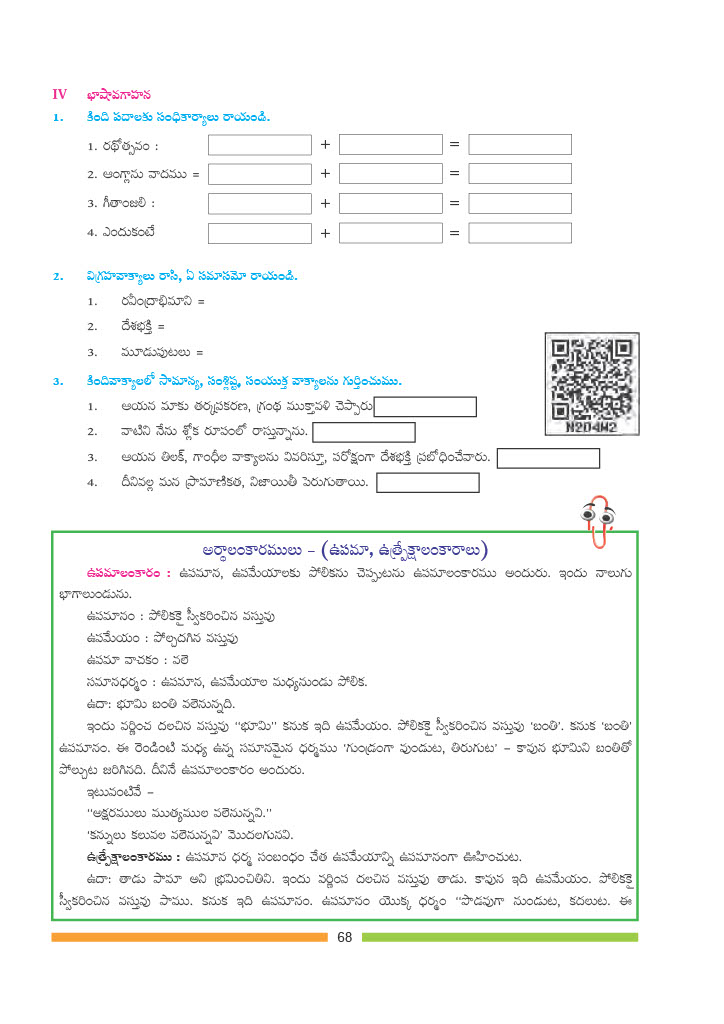 IV భాషావగాహన
1. కింది పదాలకు సంధికార్యాలు రాయండి.
1. రథోత్సవం : + =
2. ఆంగ్లాను వాదము = + =
3. గీతాంజలి : + =
4. ఎందుకంటే + =
2. విగ్రహవాక్యాలు రాసి, ఏ సమాసమో రాయండి.
1. రవీంద్రాభిమాని =
2. దేశభక్తి =
3. మూడుపుటలు =
3. కిందివాక్యాలలో సామాన్య, సంశ్లిష్ట, సంయుక్త వాక్యాలను గుర్తించుము.
1. ఆయన మాకు తర్కప్రకరణ, గ్రంథ ముక్తావళి చెప్పారు
2. వాటిని నేను శ్లోక రూపంలో రాస్తున్నాను.
3. ఆయన తిలక్, గాంధీల వాక్యాలను వివరిస్తూ, పరోక్షంగా దేశభక్తి ప్రబోధించేవారు.
4. దీనివల్ల మన ప్రామాణికత, నిజాయితీ పెరుగుతాయి.
N2D4W2
అర్థాలంకారములు – (ఉపమా, ఉత్ప్రేక్షాలంకారాలు)
ఉపమాలంకారం : ఉపమాన, ఉపమేయాలకు పోలికను చెప్పుటను ఉపమాలంకారము అందురు. ఇందు నాలుగు
భాగాలుండును.
ఉపమానం : పోలికకై స్వీకరించిన వస్తువు
ఉపమేయం : పోల్చదగిన వస్తువు
ఉపమా వాచకం : వలె
సమానధర్మం : ఉపమాన, ఉపమేయాల మధ్యనుండు పోలిక.
ఉదా: భూమి బంతి వలెనున్నది.
ఇందు వర్ణించ దలచిన వస్తువు “భూమి” కనుక ఇది ఉపమేయం. పోలికకై స్వీకరించిన వస్తువు ‘బంతి’. కనుక ‘బంతి’
ఉపమానం. ఈ రెండింటి మధ్య ఉన్న సమానమైన ధర్మము ‘గుండ్రంగా వుండుట, తిరుగుట’ – కావున భూమిని బంతితో
పోల్చుట జరిగినది. దీనినే ఉపమాలంకారం అందురు.
ఇటువంటివే –
“అక్షరములు ముత్యముల వలెనున్నవి.”
‘కన్నులు కలువల వలెనున్నవి’ మొదలగునవి.
ఉత్ప్రేక్షాలంకారము : ఉపమాన ధర్మ సంబంధం చేత ఉపమేయాన్ని ఉపమానంగా ఊహించుట.
ఉదా: తాడు పామా అని భ్రమించితిని. ఇందు వర్ణింప దలచిన వస్తువు తాడు. కావున ఇది ఉపమేయం. పోలికకై
స్వీకరించిన వస్తువు పాము. కనుక ఇది ఉపమానం. ఉపమానం యొక్క ధర్మం “పొడవుగా నుండుట, కదలుట. ఈ
68